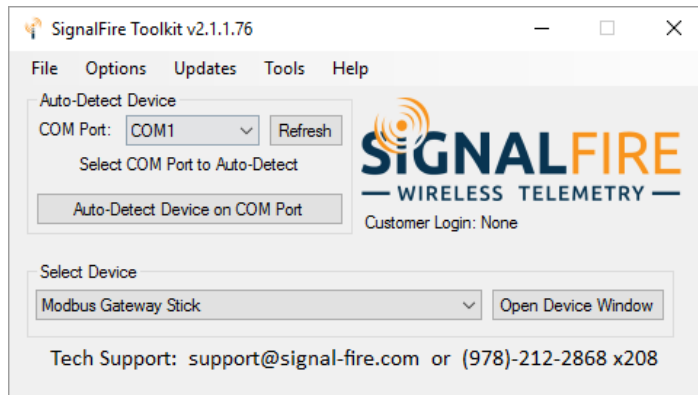 SignalFire Toolkit v2.1.1.76
File Options Updates Tools Help
Auto-Detect Device
COM Port: COM1 Refresh
Select COM Port to Auto-Detect
Auto-Detect Device on COM Port
SIGNALFIRE
WIRELESS TELEMETRY
Customer Login: None
Select Device
Modbus Gateway Stick Open Device Window
Tech Support: support@signal-fire.com or (978)-212-2868 x208